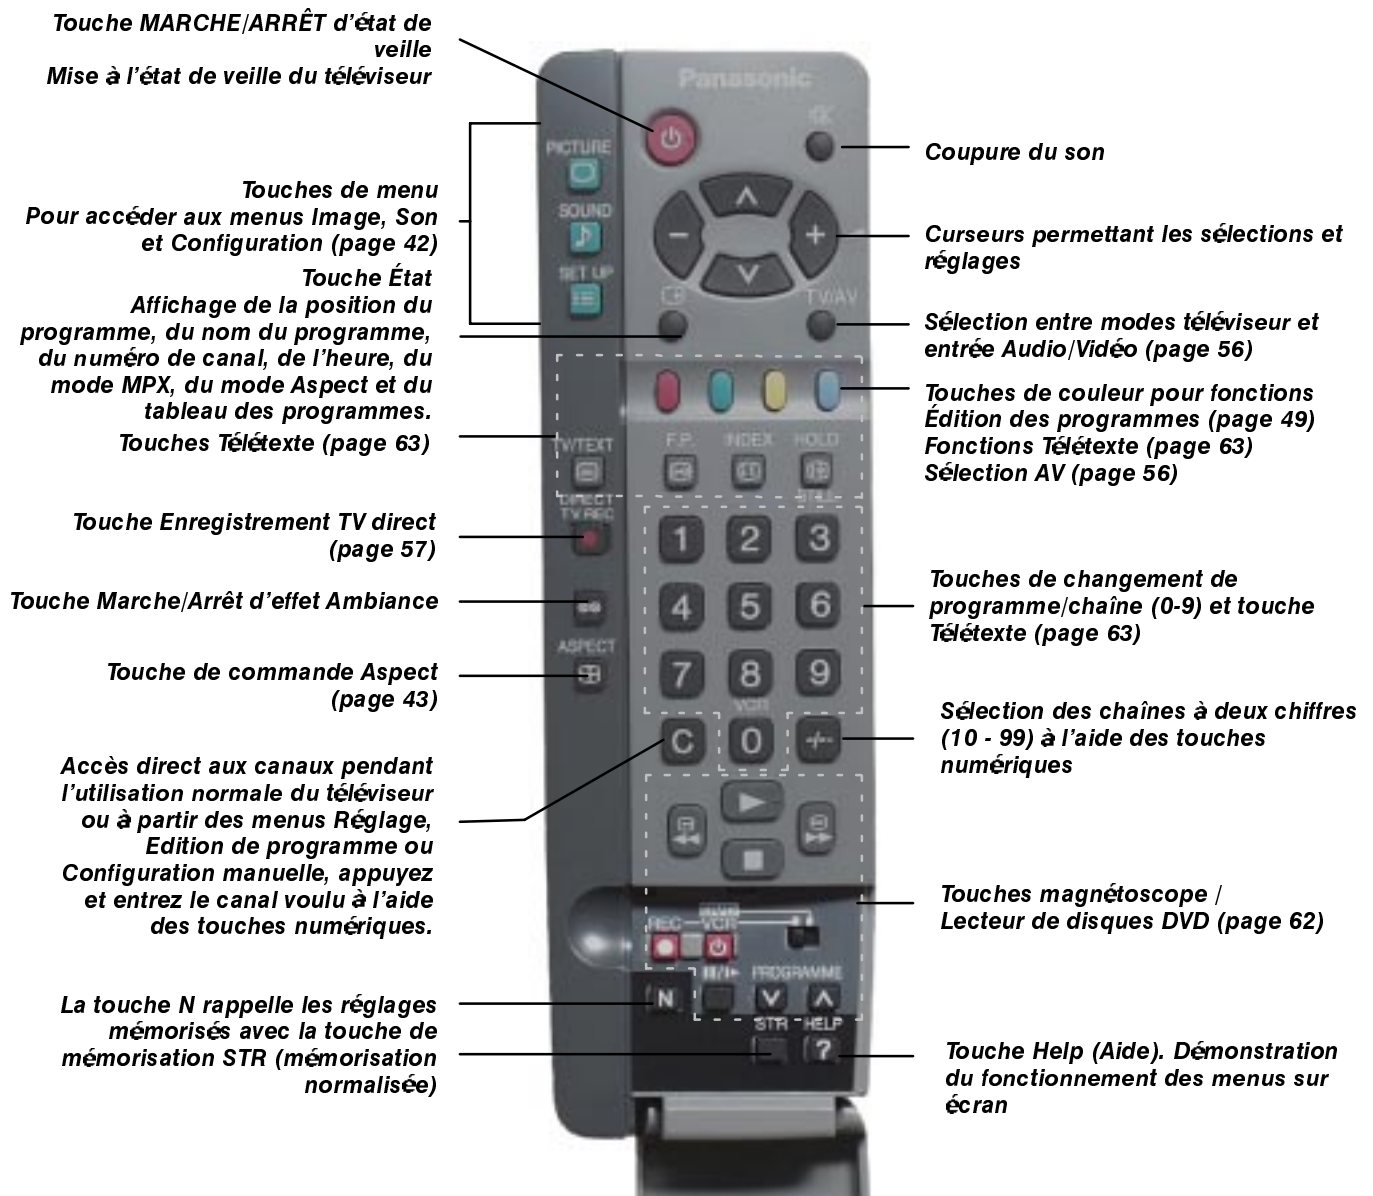 Touche MARCHE/ARRÊT d'état de
veille
Mise à l'état de veille du téléviseur
Touches de menu
Pour accéder aux menus Image, Son
et Configuration (page 42)
Touche État
Affichage de la position du
programme, du nom du programme,
du numéro de canal, de l'heure, du
mode MPX, du mode Aspect et du
tableau des programmes.
Touches Télétexte (page 63)
Touche Enregistrement TV direct
(page 57)
Touche Marche/Arrêt d'effet Ambiance
Touche de commande Aspect
(page 43)
Accès direct aux canaux pendant
l'utilisation normale du téléviseur
ou à partir des menus Réglage,
Edition de programme ou
Configuration manuelle, appuyez
et entrez le canal voulu à l'aide
des touches numériques.
La touche N rappelle les réglages
mémorisés avec la touche de
mémorisation STR (mémorisation
normalisée)
Panasonic
PICTURE
SOUND
SET UP
TV/AV
F.P. INDEX HOLD
TV/TEXT
DIRECT
TV REC
1 2 3
4 5 6
ASPECT
7 8 9
VCR
C 0 -/--
REC VCR
PROGRAMME
N
STR HELP
?
Coupure du son
Curseurs permettant les sélections et
réglages
Sélection entre modes téléviseur et
entrée Audio/Vidéo (page 56)
Touches de couleur pour fonctions
Édition des programmes (page 49)
Fonctions Télétexte (page 63)
Sélection AV (page 56)
Touches de changement de
programme/chaîne (0-9) et touche
Télétexte (page 63)
Sélection des chaînes à deux chiffres
(10 - 99) à l'aide des touches
numériques
Touches magnétoscope /
Lecteur de disques DVD (page 62)
Touche Help (Aide). Démonstration
du fonctionnement des menus sur
écran